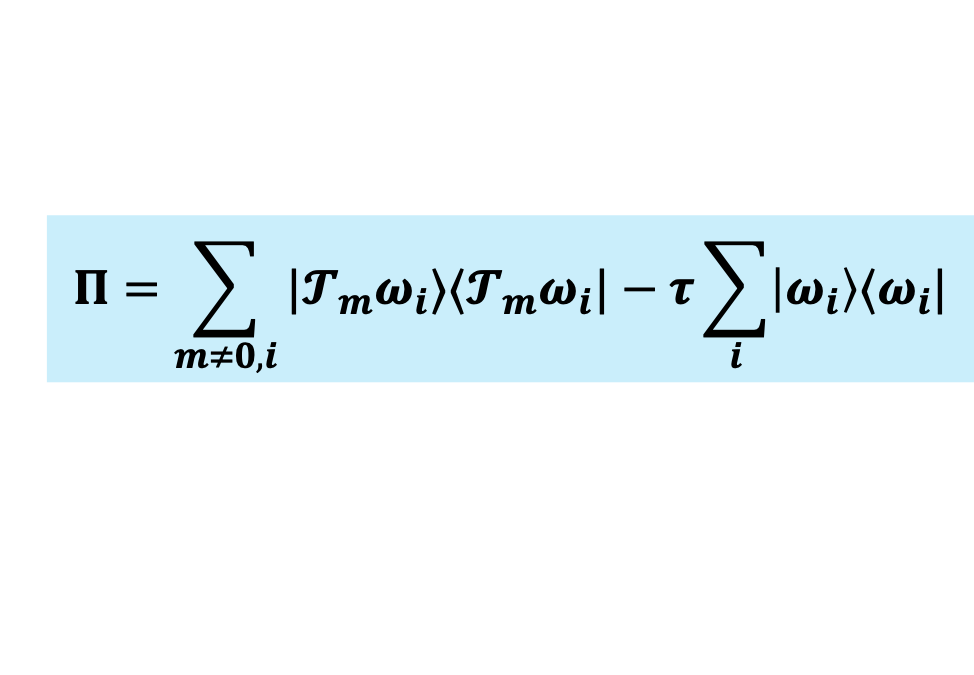 Π = ∑_{m≠0,i} |𝒯_m ω_i⟩⟨𝒯_m ω_i| − τ ∑_i |ω_i⟩⟨ω_i|